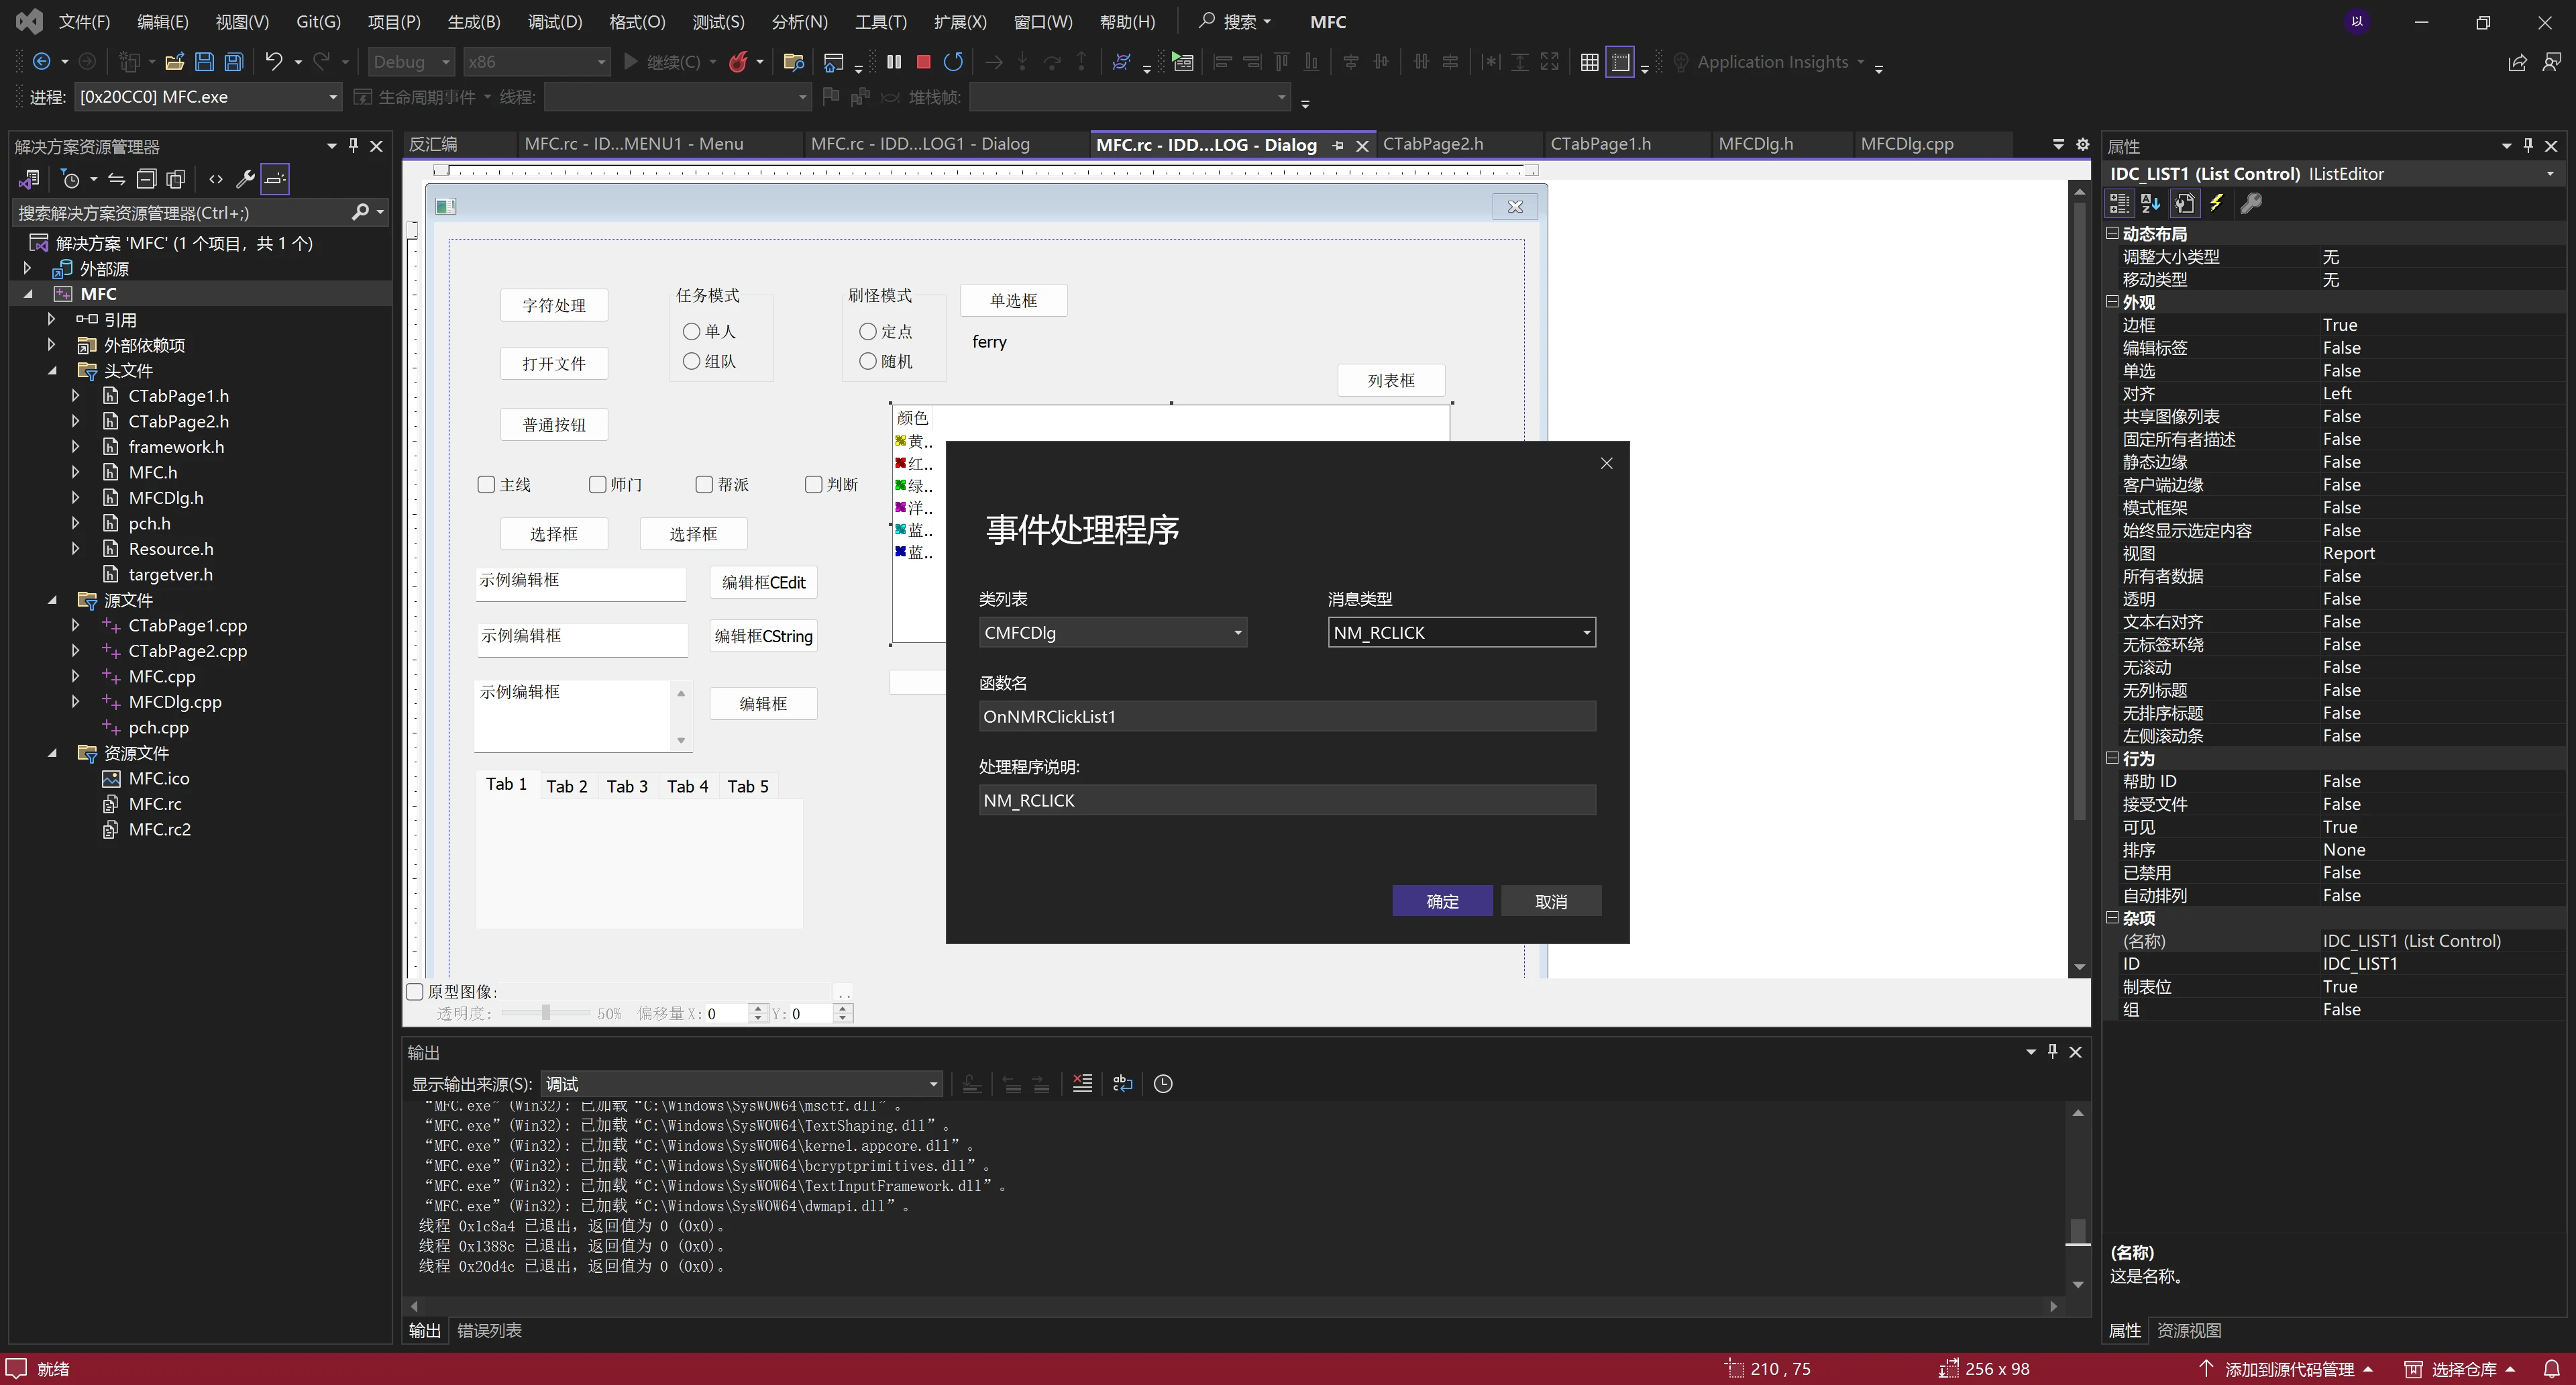 文件(F) 编辑(E) 视图(V) Git(G) 项目(P) 生成(B) 调试(D) 格式(O) 测试(S) 分析(N) 工具(T) 扩展(X) 窗口(W) 帮助(H) 搜索 MFC 以
Debug x86 继续(C) Application Insights
进程: [0x20CC0] MFC.exe 生命周期事件 线程: 堆栈帧:
解决方案资源管理器
搜索解决方案资源管理器(Ctrl+;)
解决方案 'MFC' (1 个项目，共 1 个)
外部源
MFC
引用
外部依赖项
头文件
CTabPage1.h
CTabPage2.h
framework.h
MFC.h
MFCDlg.h
pch.h
Resource.h
targetver.h
源文件
CTabPage1.cpp
CTabPage2.cpp
MFC.cpp
MFCDlg.cpp
pch.cpp
资源文件
MFC.ico
MFC.rc
MFC.rc2
反汇编 MFC.rc - ID...MENU1 - Menu MFC.rc - IDD...LOG1 - Dialog MFC.rc - IDD...LOG - Dialog CTabPage2.h CTabPage1.h MFCDlg.h MFCDlg.cpp
字符处理 任务模式 刷怪模式 单选框
单人 定点 ferry
打开文件 组队 随机
列表框
普通按钮 颜色
黄..
红..
绿..
洋..
蓝..
蓝..
主线 师门 帮派 判断
选择框 选择框
示例编辑框 编辑框CEdit
示例编辑框 编辑框CString
示例编辑框 编辑框
Tab 1 Tab 2 Tab 3 Tab 4 Tab 5
事件处理程序
类列表 消息类型
CMFCDlg NM_RCLICK
函数名
OnNMRClickList1
处理程序说明:
NM_RCLICK
确定 取消
原型图像: ..
透明度: 50% 偏移量 X: 0 Y: 0
输出
显示输出来源(S): 调试
“MFC.exe”(Win32): 已加载“C:\Windows\SysWOW64\msctf.dll”。
“MFC.exe”(Win32): 已加载“C:\Windows\SysWOW64\TextShaping.dll”。
“MFC.exe”(Win32): 已加载“C:\Windows\SysWOW64\kernel.appcore.dll”。
“MFC.exe”(Win32): 已加载“C:\Windows\SysWOW64\bcryptprimitives.dll”。
“MFC.exe”(Win32): 已加载“C:\Windows\SysWOW64\TextInputFramework.dll”。
“MFC.exe”(Win32): 已加载“C:\Windows\SysWOW64\dwmapi.dll”。
线程 0x1c8a4 已退出，返回值为 0 (0x0)。
线程 0x1388c 已退出，返回值为 0 (0x0)。
线程 0x20d4c 已退出，返回值为 0 (0x0)。
输出 错误列表
属性
IDC_LIST1 (List Control) IListEditor
动态布局
调整大小类型 无
移动类型 无
外观
边框 True
编辑标签 False
单选 False
对齐 Left
共享图像列表 False
固定所有者描述 False
静态边缘 False
客户端边缘 False
模式框架 False
始终显示选定内容 False
视图 Report
所有者数据 False
透明 False
文本右对齐 False
无标签环绕 False
无滚动 False
无列标题 False
无排序标题 False
左侧滚动条 False
行为
帮助 ID False
接受文件 False
可见 True
排序 None
已禁用 False
自动排列 False
杂项
(名称) IDC_LIST1 (List Control)
ID IDC_LIST1
制表位 True
组 False
(名称)
这是名称。
属性 资源视图
就绪 210 , 75 256 x 98 添加到源代码管理 选择仓库